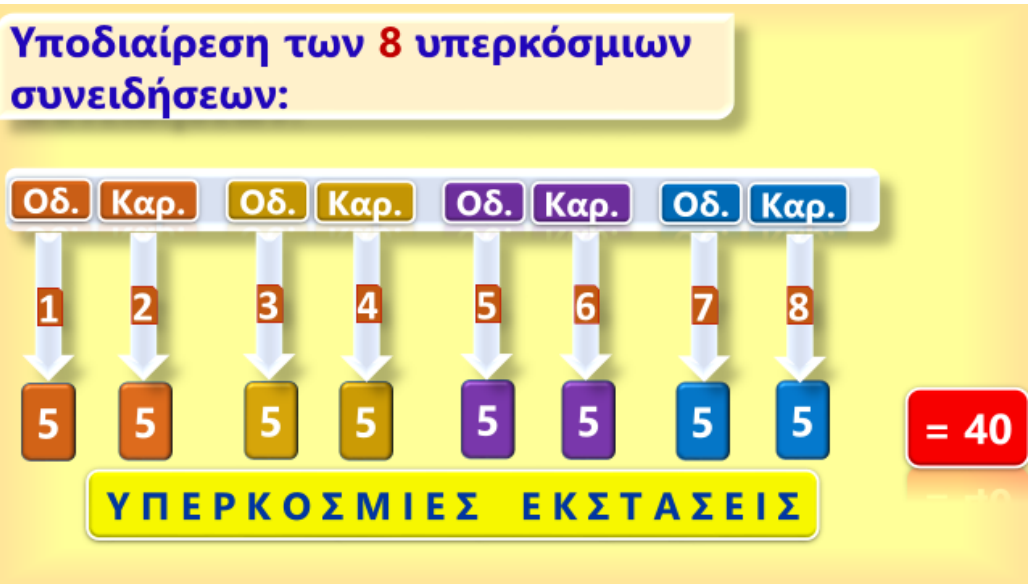 Υποδιαίρεση των 8 υπερκόσμιων
συνειδήσεων:
Οδ. Καρ. Οδ. Καρ. Οδ. Καρ. Οδ. Καρ.
1 2 3 4 5 6 7 8
5 5 5 5 5 5 5 5 = 40
ΥΠΕΡΚΟΣΜΙΕΣ ΕΚΣΤΑΣΕΙΣ